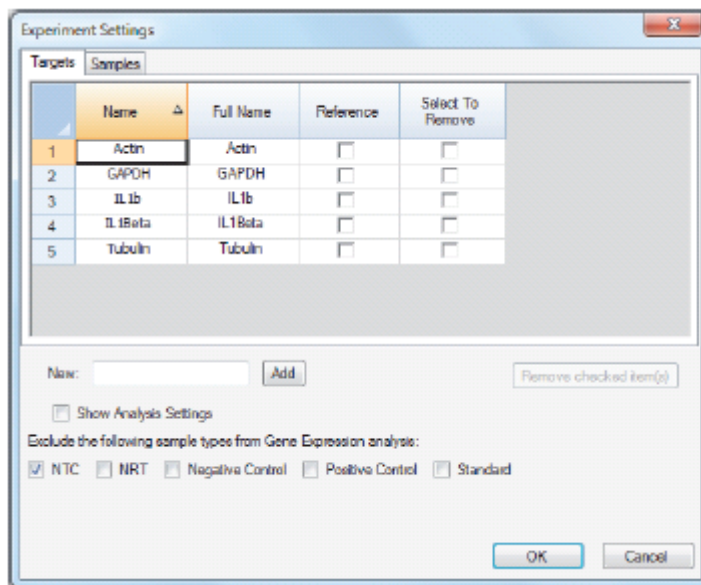 Experiment Settings
Targets Samples
Name Full Name Reference Select To Remove
1 Actin Actin
2 GAPDH GAPDH
3 IL1b IL1b
4 IL1Beta IL1Beta
5 Tubulin Tubulin
New: Add Remove checked item(s)
Show Analysis Settings
Exclude the following sample types from Gene Expression analysis:
NTC NRT Negative Control Positive Control Standard
OK Cancel